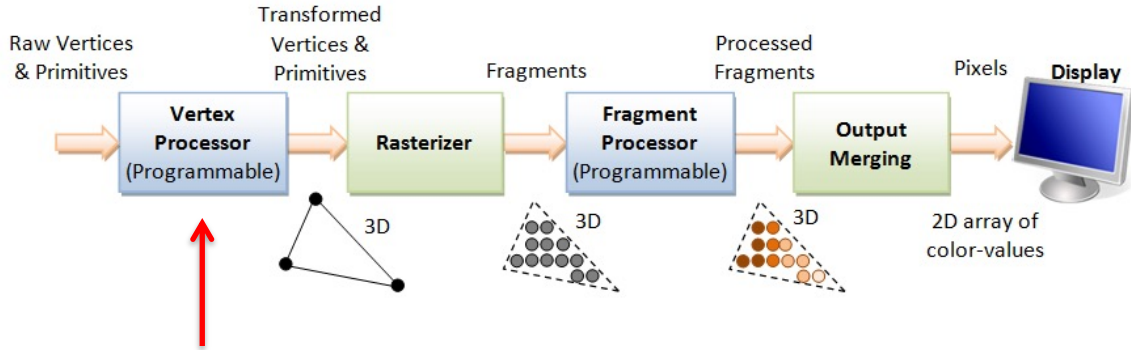 Raw Vertices
& Primitives
Vertex
Processor
(Programmable)
Transformed
Vertices &
Primitives
3D
Rasterizer
Fragments
3D
Fragment
Processor
(Programmable)
Processed
Fragments
3D
Output
Merging
Pixels
2D array of
color-values
Display